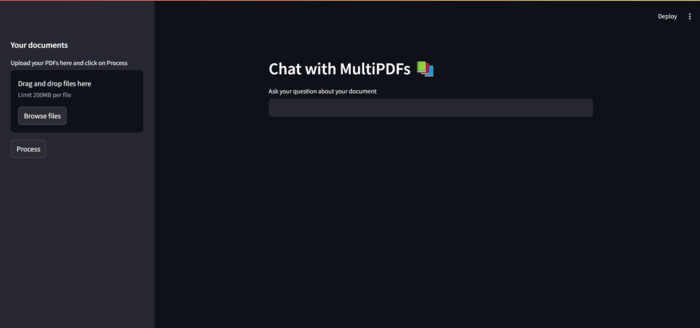 Deploy
Your documents
Upload your PDFs here and click on Process
Drag and drop files here
Limit 200MB per file
Browse files
Process
Chat with MultiPDFs
Ask your question about your document